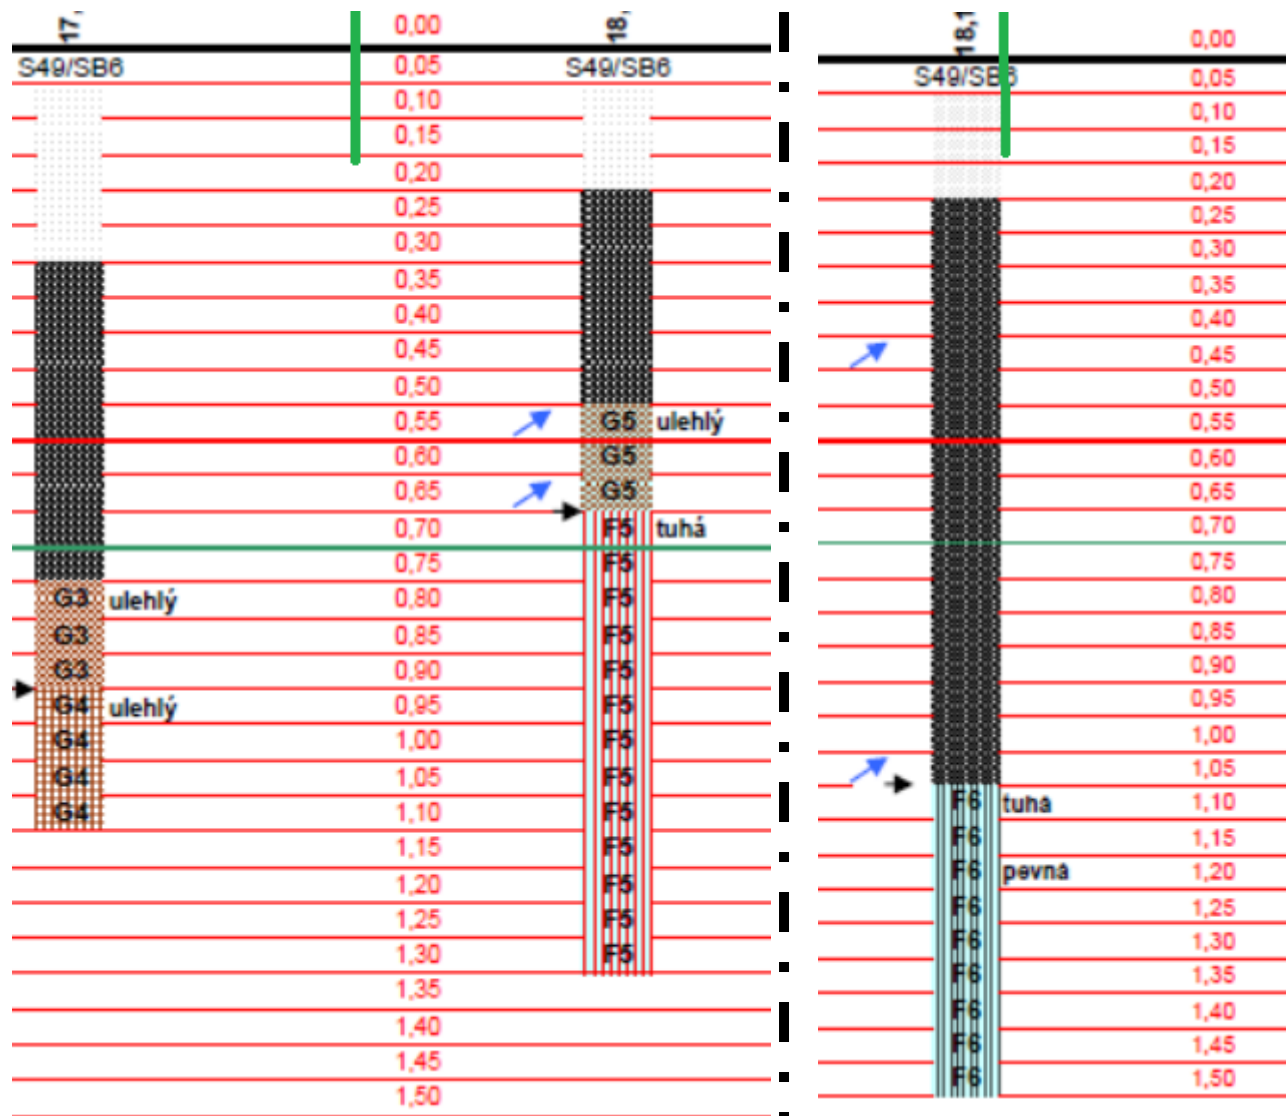 17,
0,00
18,
S49/SB6
0,05
S49/SB6
0,10
0,15
0,20
0,25
0,30
0,35
0,40
0,45
0,50
0,55
G5 ulehlý
0,60
G5
0,65
G5
0,70
F5 tuhá
0,75
F5
G3 ulehlý
0,80
F5
G3
0,85
F5
G3
0,90
F5
G4 ulehlý
0,95
F5
G4
1,00
F5
G4
1,05
F5
G4
1,10
F5
1,15
F5
1,20
F5
1,25
F5
1,30
F5
1,35
1,40
1,45
1,50
18,1
0,00
S49/SB6
0,05
0,10
0,15
0,20
0,25
0,30
0,35
0,40
0,45
0,50
0,55
0,60
0,65
0,70
0,75
0,80
0,85
0,90
0,95
1,00
1,05
F6 tuhá
1,10
F6
1,15
F6 pevná
1,20
F6
1,25
F6
1,30
F6
1,35
F6
1,40
F6
1,45
F6
1,50